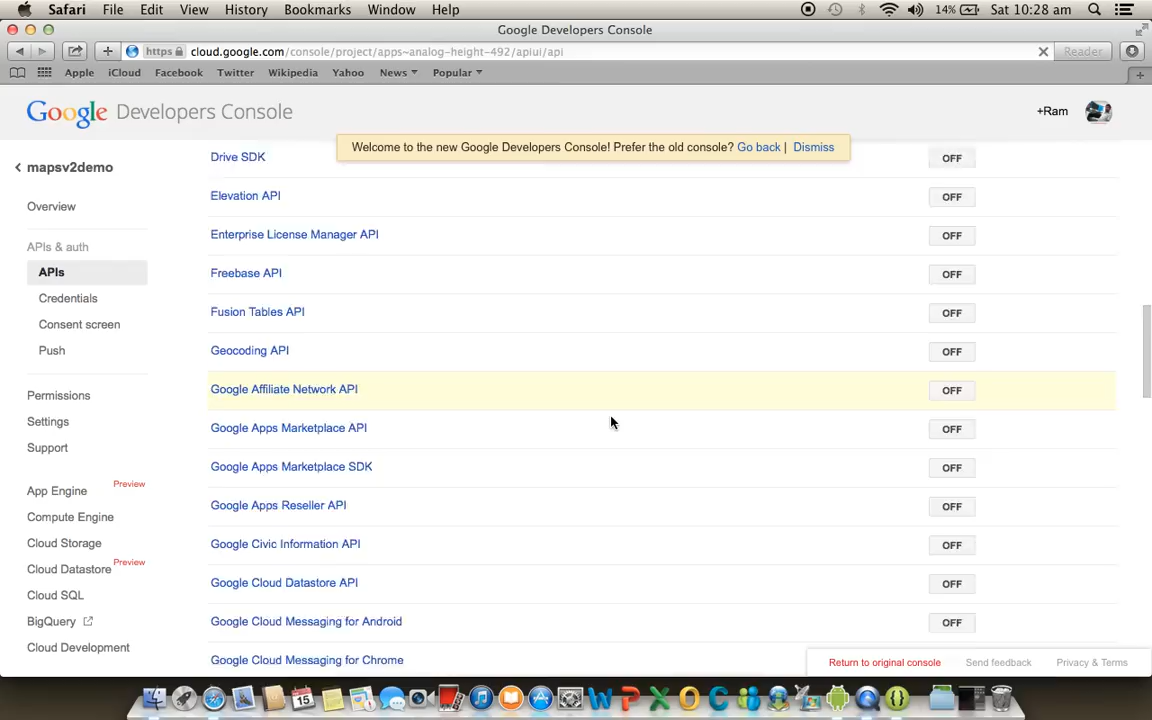 Safari File Edit View History Bookmarks Window Help 14% Sat 10:28 am
Google Developers Console
https cloud.google.com/console/project/apps~analog-height-492/apiui/api Reader
Apple iCloud Facebook Twitter Wikipedia Yahoo News Popular
Google Developers Console +Ram
Welcome to the new Google Developers Console! Prefer the old console? Go back | Dismiss
mapsv2demo
Overview
APIs & auth
APIs
Credentials
Consent screen
Push
Permissions
Settings
Support
App Engine Preview
Compute Engine
Cloud Storage
Cloud Datastore Preview
Cloud SQL
BigQuery
Cloud Development
Drive SDK OFF
Elevation API OFF
Enterprise License Manager API OFF
Freebase API OFF
Fusion Tables API OFF
Geocoding API OFF
Google Affiliate Network API OFF
Google Apps Marketplace API OFF
Google Apps Marketplace SDK OFF
Google Apps Reseller API OFF
Google Civic Information API OFF
Google Cloud Datastore API OFF
Google Cloud Messaging for Android OFF
Google Cloud Messaging for Chrome
Return to original console Send feedback Privacy & Terms
15